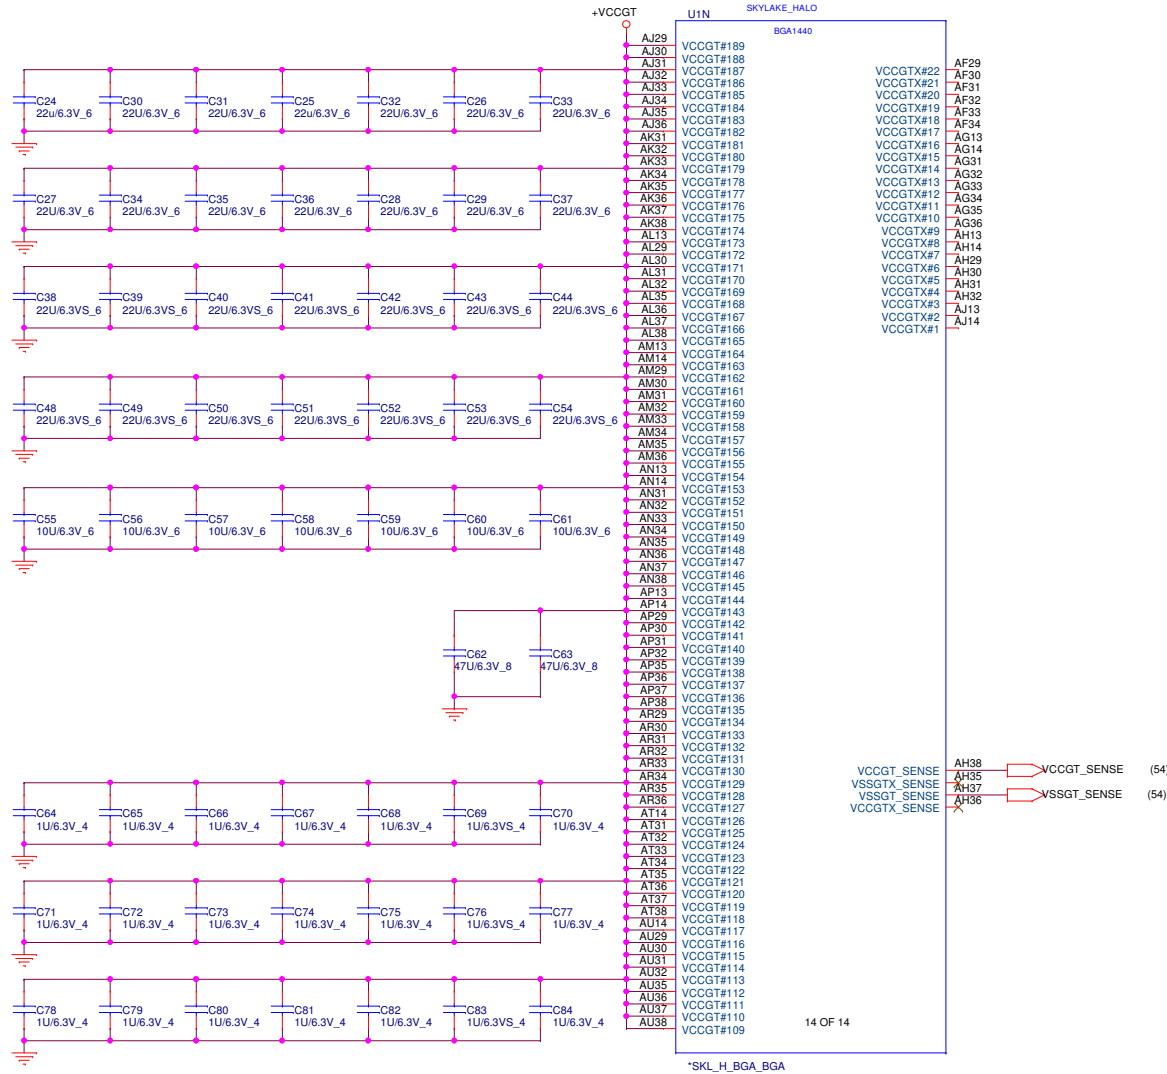 +VCCGT
U1N
SKYLAKE_HALO
BGA1440
AJ29 VCCGT#189
AJ30 VCCGT#188
AJ31 VCCGT#187
AJ32 VCCGT#186
AJ33 VCCGT#185
AJ34 VCCGT#184
AJ35 VCCGT#183
AJ36 VCCGT#182
AK31 VCCGT#181
AK32 VCCGT#180
AK33 VCCGT#179
AK34 VCCGT#178
AK35 VCCGT#177
AK36 VCCGT#176
AK37 VCCGT#175
AK38 VCCGT#174
AL13 VCCGT#173
AL29 VCCGT#172
AL30 VCCGT#171
AL31 VCCGT#170
AL32 VCCGT#169
AL35 VCCGT#168
AL36 VCCGT#167
AL37 VCCGT#166
AL38 VCCGT#165
AM13 VCCGT#164
AM14 VCCGT#163
AM29 VCCGT#162
AM30 VCCGT#161
AM31 VCCGT#160
AM32 VCCGT#159
AM33 VCCGT#158
AM34 VCCGT#157
AM35 VCCGT#156
AM36 VCCGT#155
AN13 VCCGT#154
AN14 VCCGT#153
AN31 VCCGT#152
AN32 VCCGT#151
AN33 VCCGT#150
AN34 VCCGT#149
AN35 VCCGT#148
AN36 VCCGT#147
AN37 VCCGT#146
AN38 VCCGT#145
AP13 VCCGT#144
AP14 VCCGT#143
AP29 VCCGT#142
AP30 VCCGT#141
AP31 VCCGT#140
AP32 VCCGT#139
AP35 VCCGT#138
AP36 VCCGT#137
AP37 VCCGT#136
AP38 VCCGT#135
AR29 VCCGT#134
AR30 VCCGT#133
AR31 VCCGT#132
AR32 VCCGT#131
AR33 VCCGT#130
AR34 VCCGT#129
AR35 VCCGT#128
AR36 VCCGT#127
AT14 VCCGT#126
AT31 VCCGT#125
AT32 VCCGT#124
AT33 VCCGT#123
AT34 VCCGT#122
AT35 VCCGT#121
AT36 VCCGT#120
AT37 VCCGT#119
AT38 VCCGT#118
AU14 VCCGT#117
AU29 VCCGT#116
AU30 VCCGT#115
AU31 VCCGT#114
AU32 VCCGT#113
AU35 VCCGT#112
AU36 VCCGT#111
AU37 VCCGT#110
AU38 VCCGT#109
VCCGTX#22 AF29
VCCGTX#21 AF30
VCCGTX#20 AF31
VCCGTX#19 AF32
VCCGTX#18 AF33
VCCGTX#17 AF34
VCCGTX#16 AG13
VCCGTX#15 AG14
VCCGTX#14 AG31
VCCGTX#13 AG32
VCCGTX#12 AG33
VCCGTX#11 AG34
VCCGTX#10 AG35
VCCGTX#9 AG36
VCCGTX#8 AH13
VCCGTX#7 AH14
VCCGTX#6 AH29
VCCGTX#5 AH30
VCCGTX#4 AH31
VCCGTX#3 AH32
VCCGTX#2 AJ13
VCCGTX#1 AJ14
VCCGT_SENSE AH38 VCCGT_SENSE (54)
VSSGTX_SENSE AH35
VSSGT_SENSE AH37 VSSGT_SENSE (54)
VCCGTX_SENSE AH36
14 OF 14
*SKL_H_BGA_BGA
C24 C30 C31 C25 C32 C26 C33
22u/6.3V_6 22U/6.3V_6 22U/6.3V_6 22u/6.3V_6 22U/6.3V_6 22U/6.3V_6 22U/6.3V_6
C27 C34 C35 C36 C28 C29 C37
22U/6.3V_6 22U/6.3V_6 22U/6.3V_6 22U/6.3V_6 22U/6.3V_6 22U/6.3V_6 22U/6.3V_6
C38 C39 C40 C41 C42 C43 C44
22U/6.3VS_6 22U/6.3VS_6 22U/6.3VS_6 22U/6.3VS_6 22U/6.3VS_6 22U/6.3VS_6 22U/6.3VS_6
C48 C49 C50 C51 C52 C53 C54
22U/6.3VS_6 22U/6.3VS_6 22U/6.3VS_6 22U/6.3VS_6 22U/6.3VS_6 22U/6.3VS_6 22U/6.3VS_6
C55 C56 C57 C58 C59 C60 C61
10U/6.3V_6 10U/6.3V_6 10U/6.3V_6 10U/6.3V_6 10U/6.3V_6 10U/6.3V_6 10U/6.3V_6
C62 C63
47U/6.3V_8 47U/6.3V_8
C64 C65 C66 C67 C68 C69 C70
1U/6.3V_4 1U/6.3V_4 1U/6.3V_4 1U/6.3V_4 1U/6.3V_4 1U/6.3VS_4 1U/6.3V_4
C71 C72 C73 C74 C75 C76 C77
1U/6.3V_4 1U/6.3V_4 1U/6.3V_4 1U/6.3V_4 1U/6.3V_4 1U/6.3VS_4 1U/6.3V_4
C78 C79 C80 C81 C82 C83 C84
1U/6.3V_4 1U/6.3V_4 1U/6.3V_4 1U/6.3V_4 1U/6.3V_4 1U/6.3VS_4 1U/6.3V_4